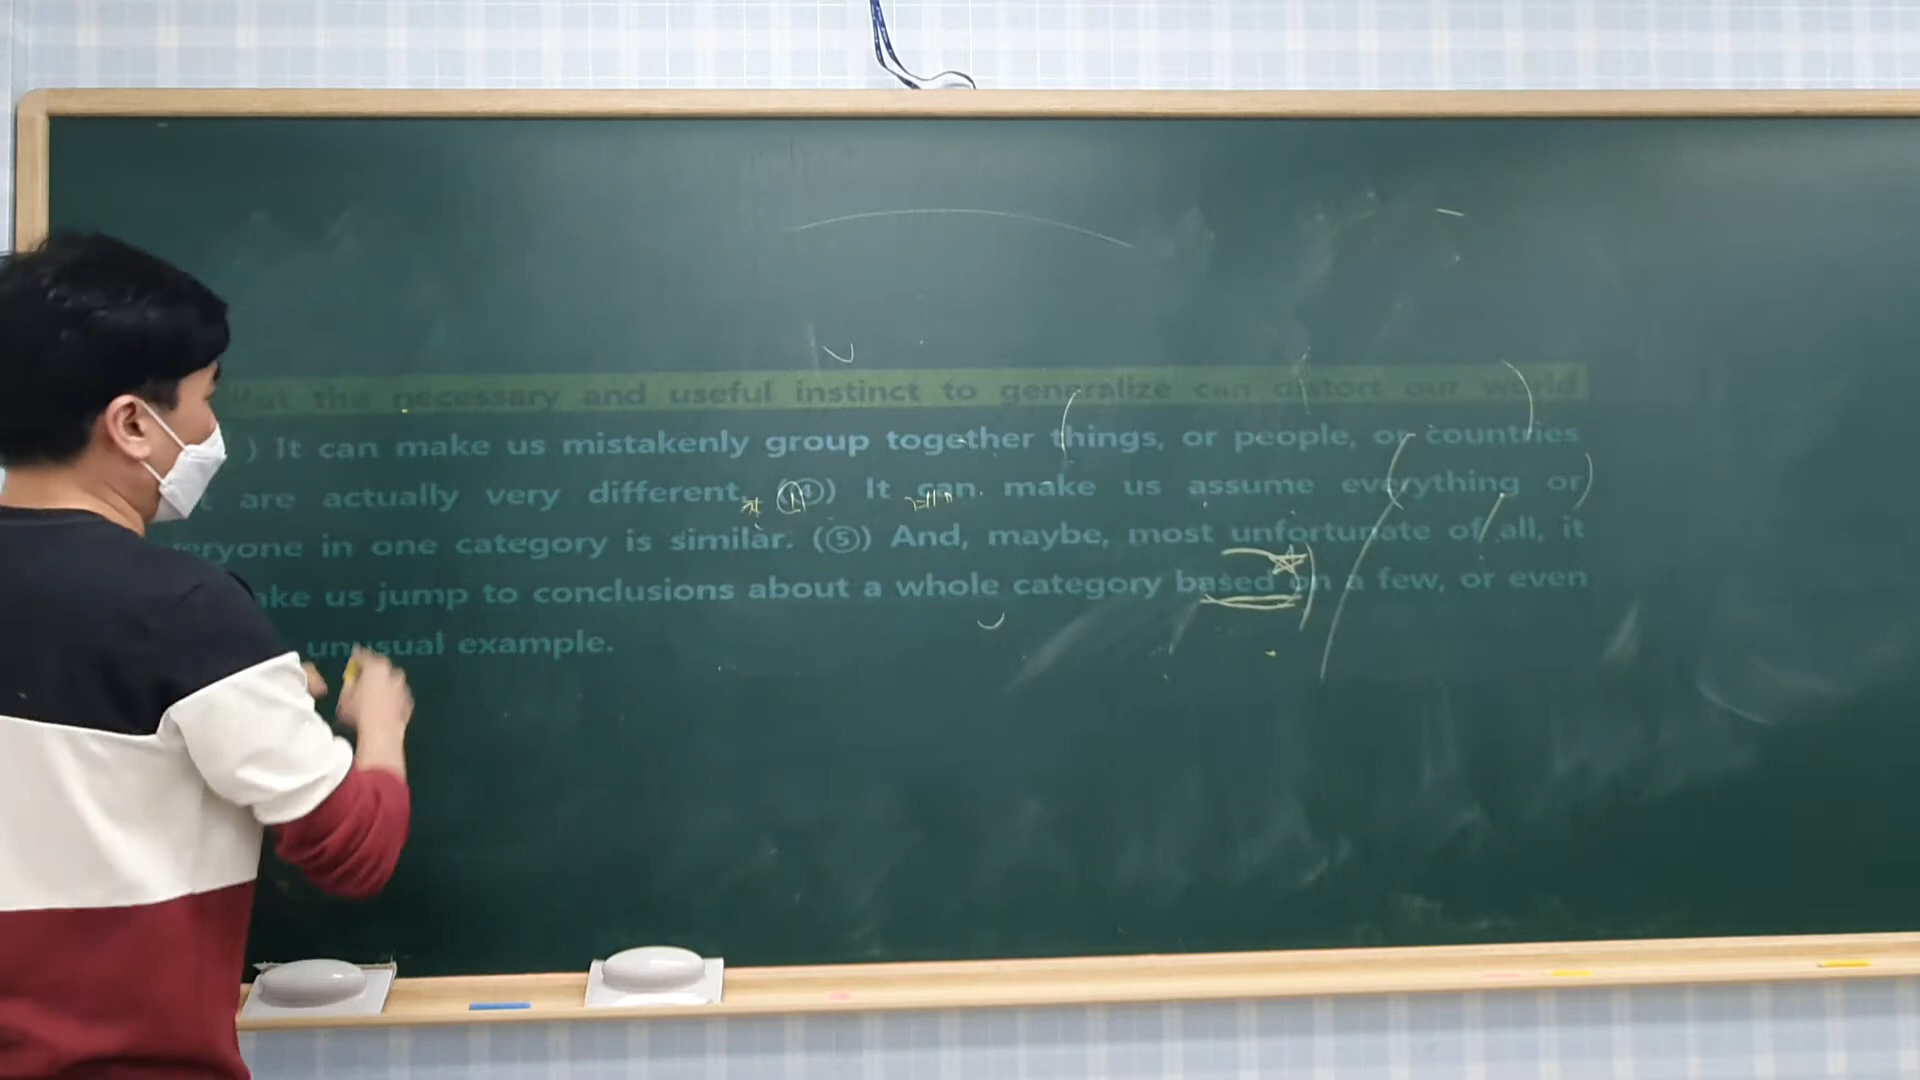 But the necessary and useful instinct to generalize can distort our world
) It can make us mistakenly group together things, or people, or countries
are actually very different. (④) It can make us assume everything or
everyone in one category is similar. (⑤) And, maybe, most unfortunate of all, it
make us jump to conclusions about a whole category based on a few, or even
unusual example.